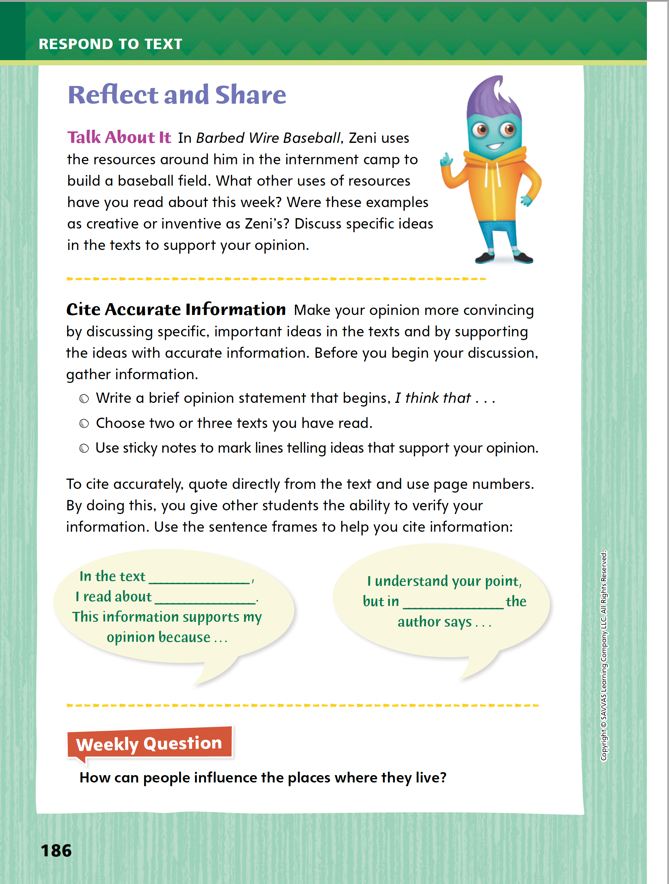 RESPOND TO TEXT
Reflect and Share
Talk About It In Barbed Wire Baseball, Zeni uses
the resources around him in the internment camp to
build a baseball field. What other uses of resources
have you read about this week? Were these examples
as creative or inventive as Zeni's? Discuss specific ideas
in the texts to support your opinion.
Cite Accurate Information Make your opinion more convincing
by discussing specific, important ideas in the texts and by supporting
the ideas with accurate information. Before you begin your discussion,
gather information.
Write a brief opinion statement that begins, I think that . . .
Choose two or three texts you have read.
Use sticky notes to mark lines telling ideas that support your opinion.
To cite accurately, quote directly from the text and use page numbers.
By doing this, you give other students the ability to verify your
information. Use the sentence frames to help you cite information:
In the text _______________,
I read about _______________.
This information supports my
opinion because . . .
I understand your point,
but in _______________ the
author says . . .
Weekly Question
How can people influence the places where they live?
186
Copyright © SAVVAS Learning Company LLC. All Rights Reserved.